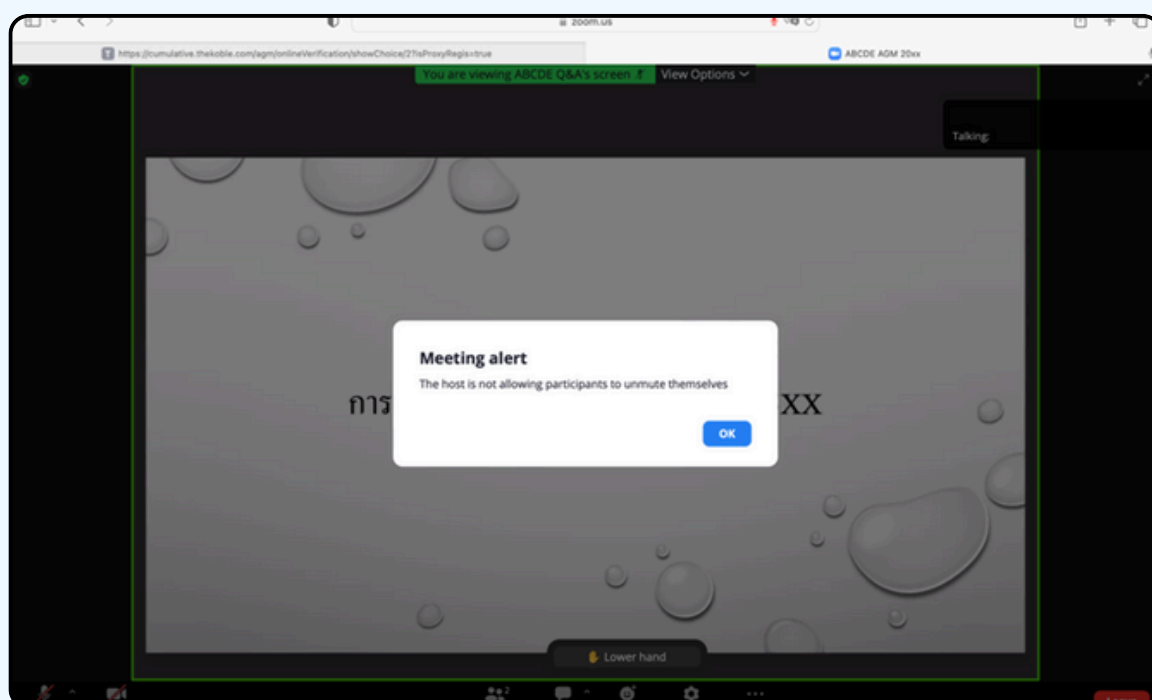 zoom.us
https://cumulative.thekoble.com/agm/onlineVerification/showChoice/2?isProxyRegis=true
ABCDE AGM 20xx
You are viewing ABCDE Q&A's screen
View Options
Talking:
Meeting alert
The host is not allowing participants to unmute themselves
การ XX
OK
Lower hand
2